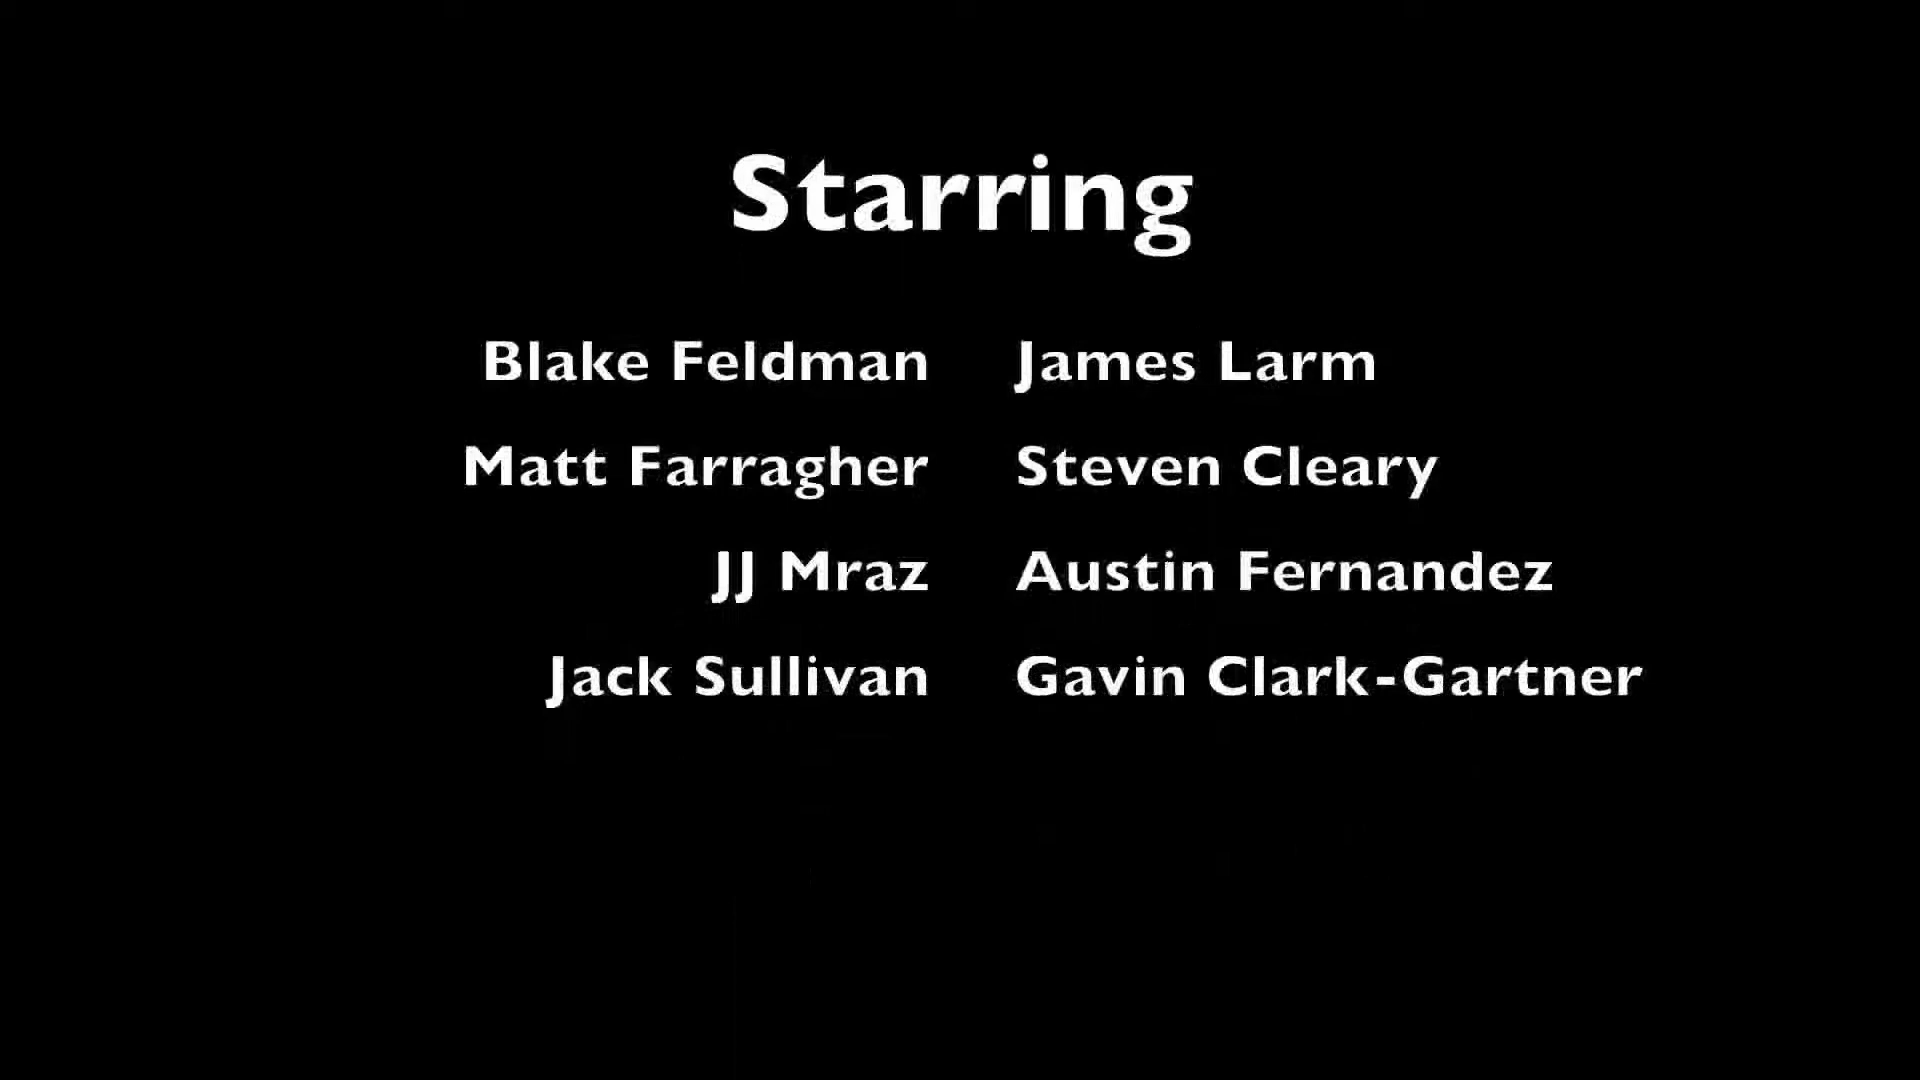 Starring
Blake Feldman James Larm
Matt Farragher Steven Cleary
JJ Mraz Austin Fernandez
Jack Sullivan Gavin Clark-Gartner